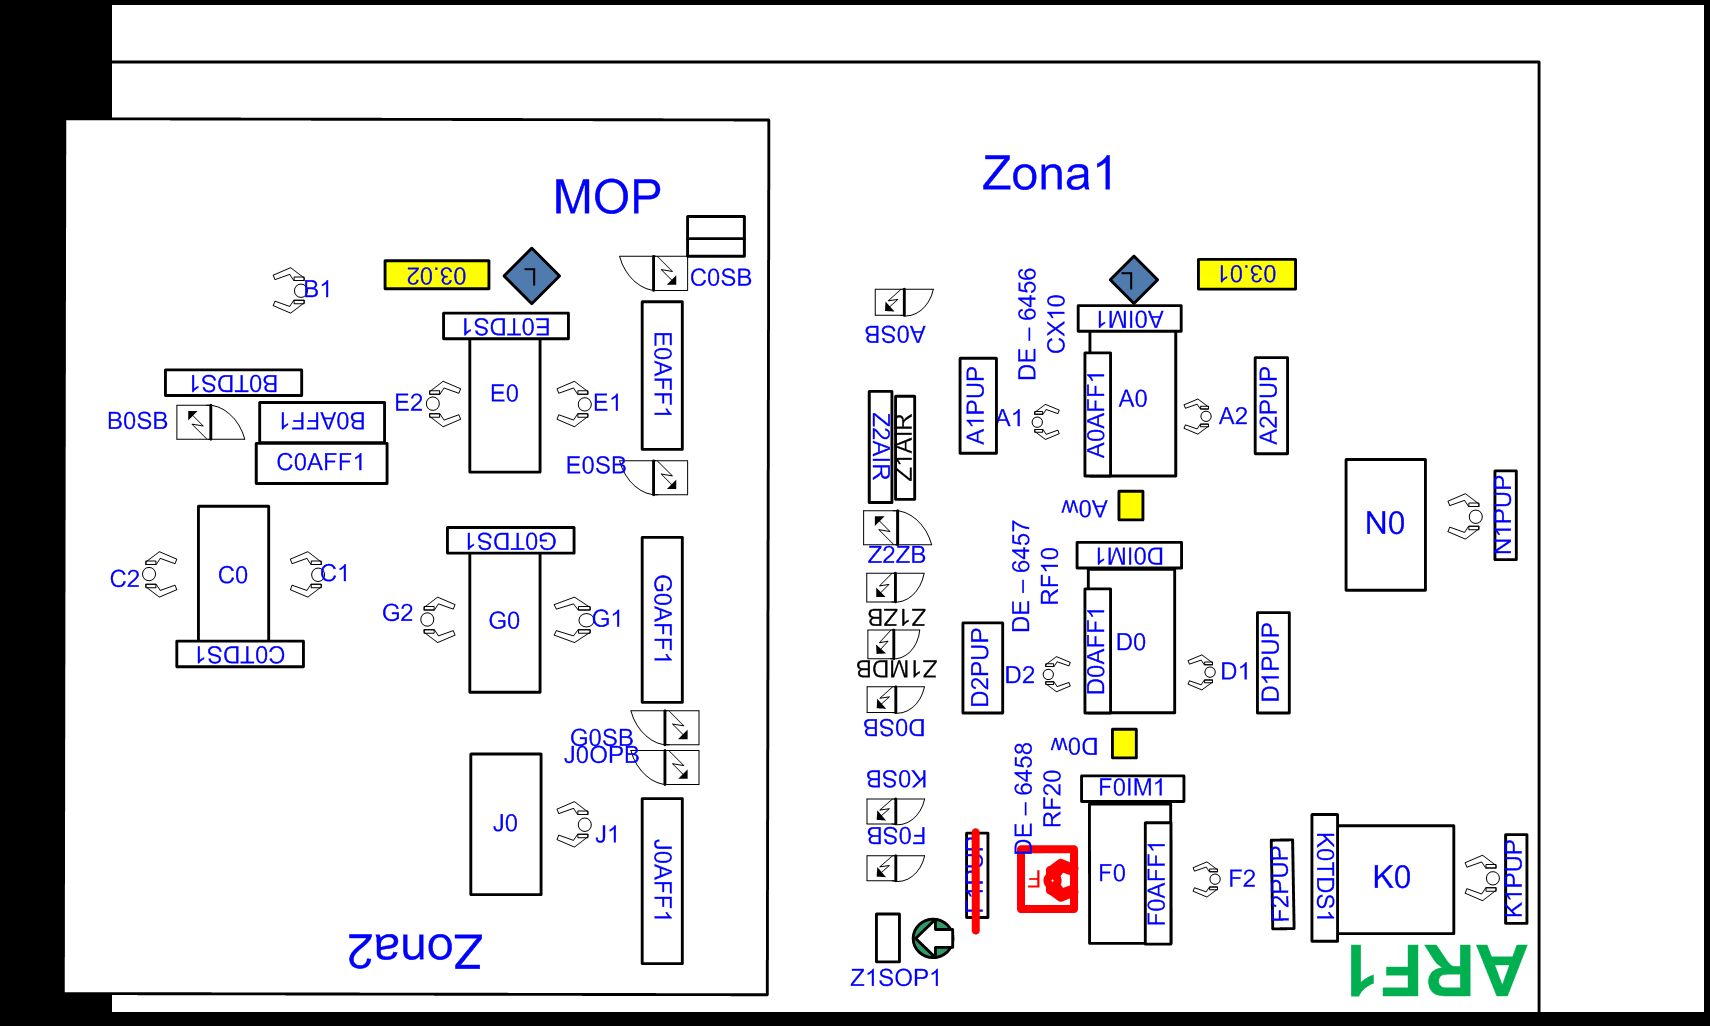 Zona1
MOP
03.02
L
C0SB
B1
E0TDS1
E0AFF1
B0TDS1
B0SB
B0AFF1
C0AFF1
E2
E0
E1
E0SB
G0TDS1
C2
C0
C1
G2
G0
G1
G0AFF1
C0TDS1
G0SB
J0OPB
J0
J1
J0AFF1
Zona2
A0SB
DE – 6456
CX10
L
03.01
A0IM1
A1PUP
A1
A0AFF1
A0
A2
A2PUP
Z2AIR
Z1AIR
A0w
N0
N1PUP
Z2ZB
DE – 6457
RF10
D0IM1
Z1ZB
Z1MDB
D2PUP
D2
D0AFF1
D0
D1
D1PUP
D0SB
D0w
K0SB
DE – 6458
RF20
F0IM1
F0SB
F
F0
F0AFF1
F2
F2PUP
K0TDS1
K0
K1PUP
Z1SOP1
ARF1